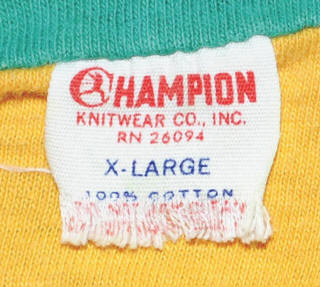 CHAMPION
KNITWEAR CO., INC.
RN 26094
X-LARGE
100% COTTON